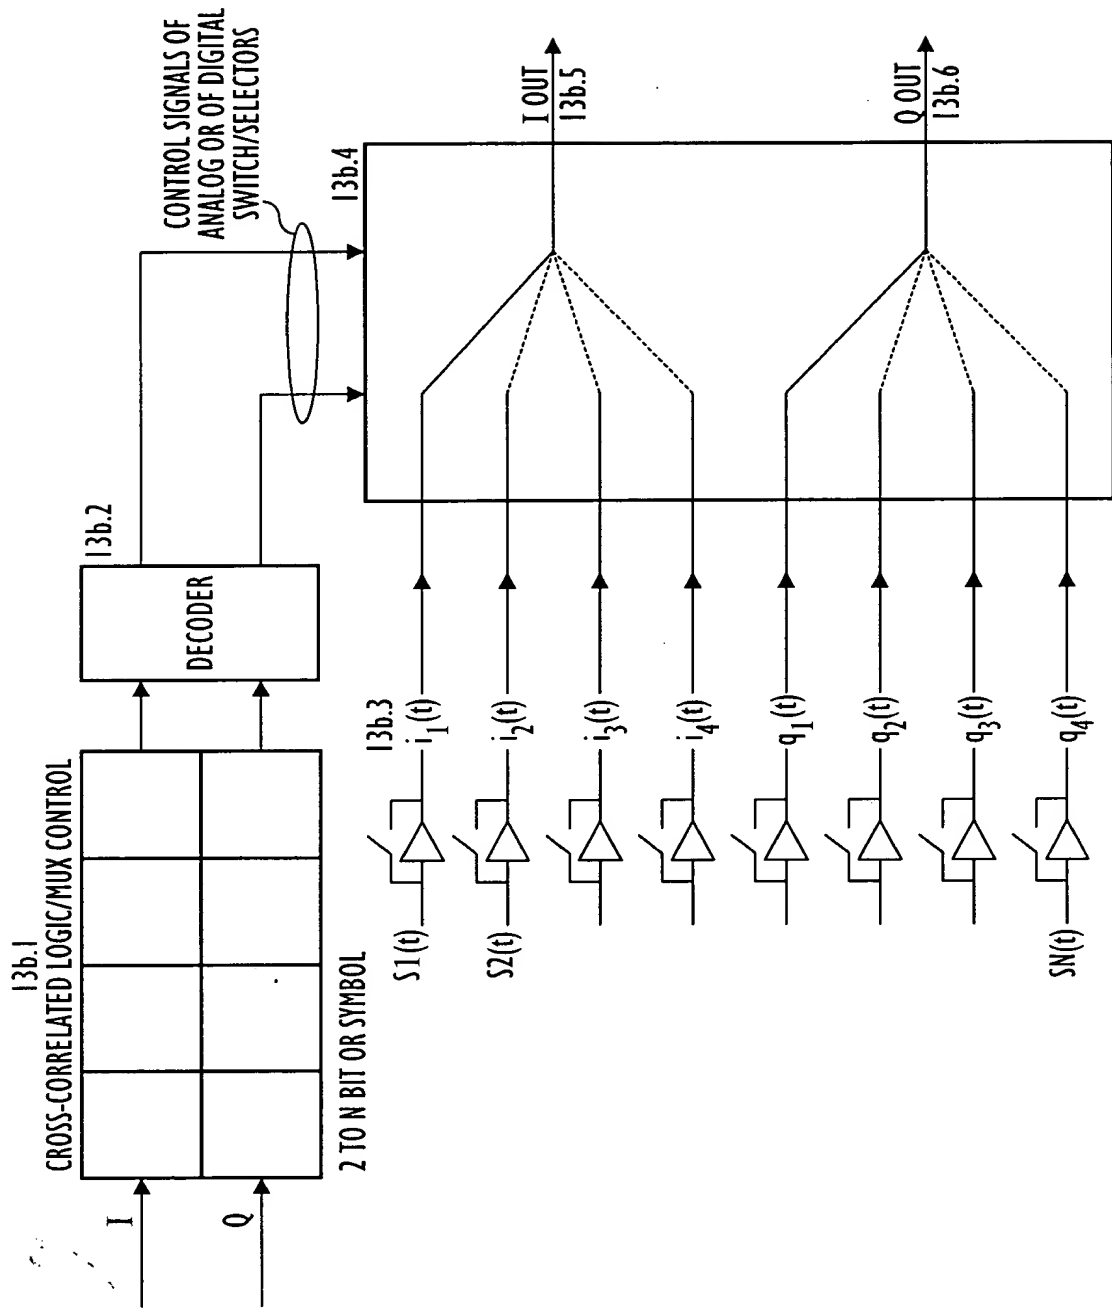 13b.1
CROSS-CORRELATED LOGIC/MUX CONTROL
I
Q
2 TO N BIT OR SYMBOL
13b.2
DECODER
CONTROL SIGNALS OF
ANALOG OR OF DIGITAL
SWITCH/SELECTORS
13b.4
13b.3
S1(t)
i1(t)
S2(t)
i2(t)
i3(t)
i4(t)
q1(t)
q2(t)
q3(t)
SN(t)
q4(t)
I OUT
13b.5
Q OUT
13b.6